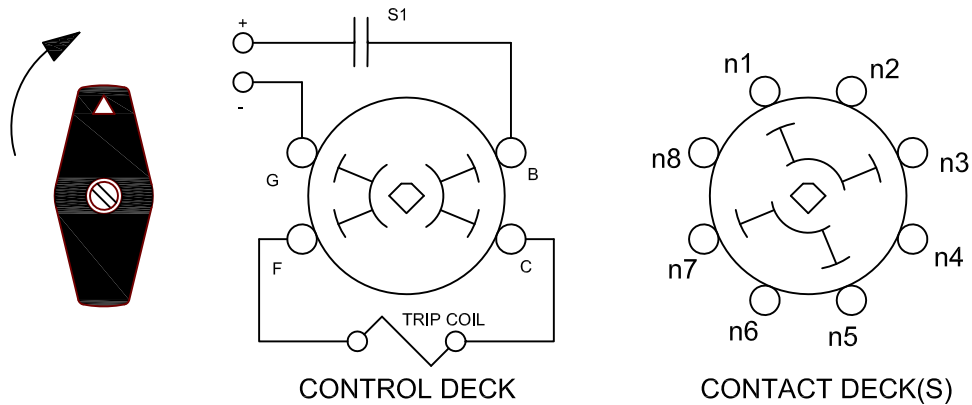 S1
+
-
G
B
F
C
TRIP COIL
CONTROL DECK
n1
n2
n3
n4
n5
n6
n7
n8
CONTACT DECK(S)